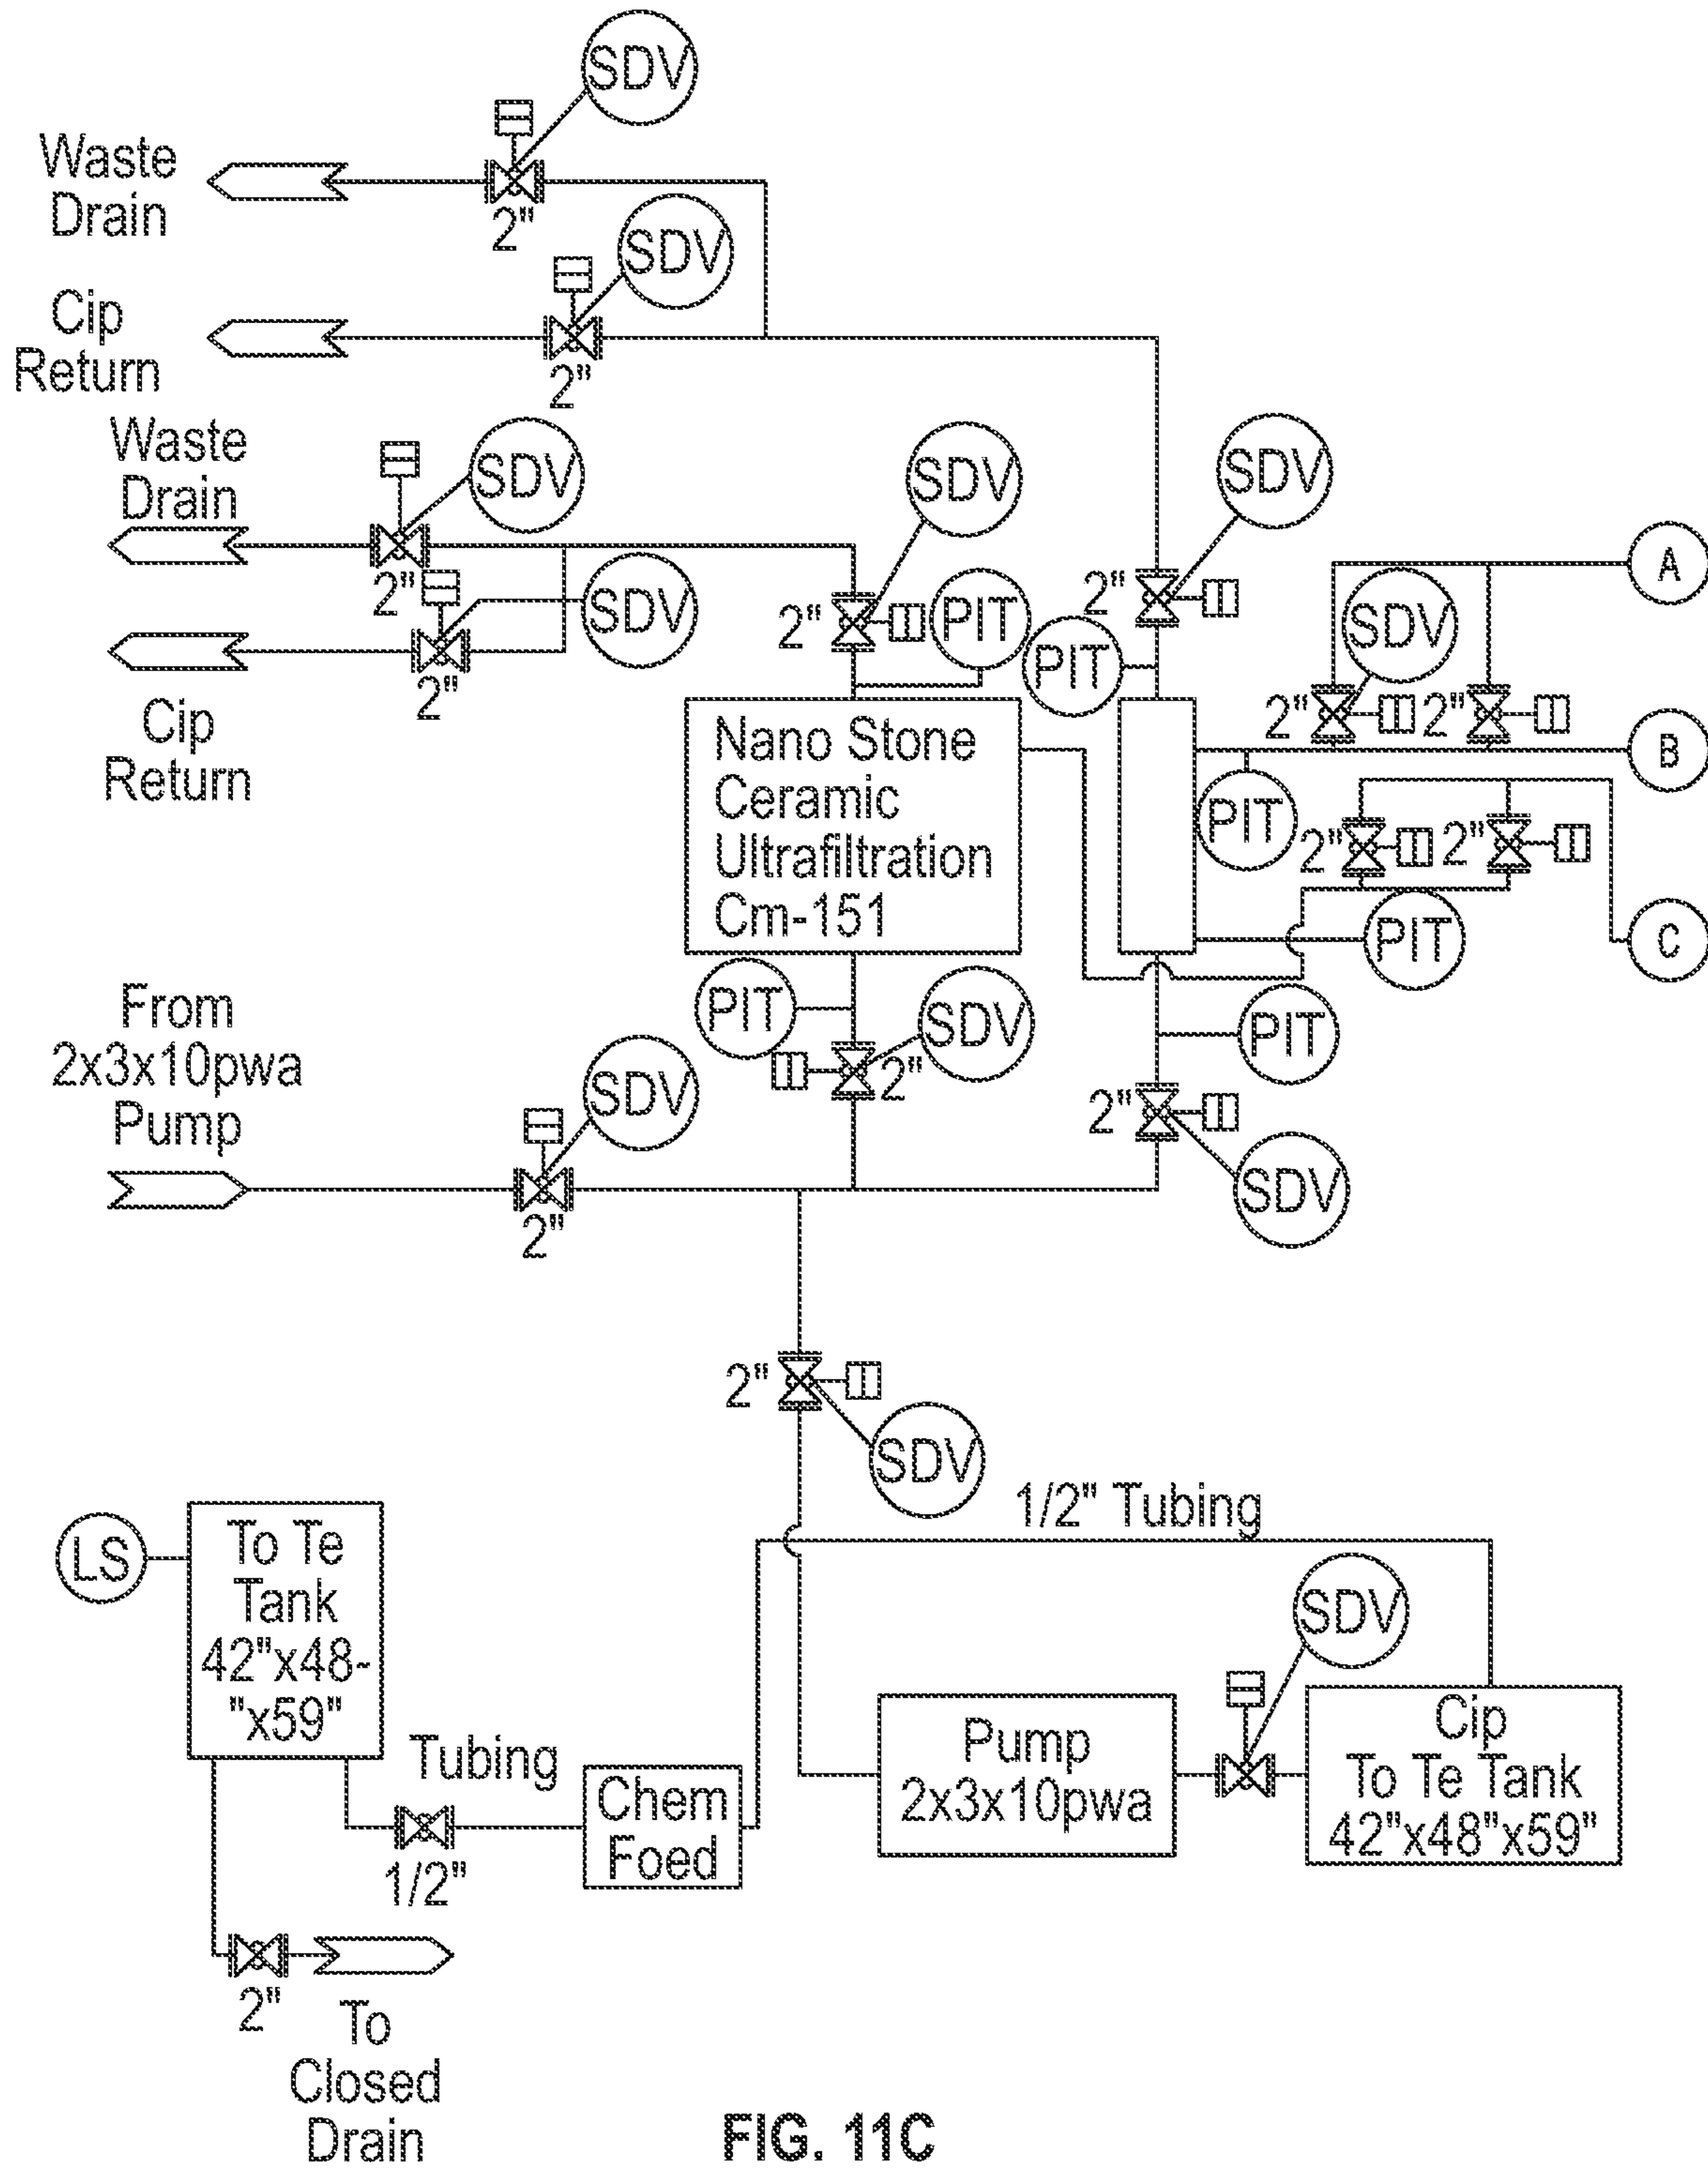 SDV
Waste
Drain
2"
SDV
Cip
Return
2"
Waste
Drain
SDV
2"
SDV
2"
Cip
Return
SDV
2"
PIT
SDV
2"
PIT
A
SDV
2"
2"
B
Nano Stone
Ceramic
Ultrafiltration
Cm-151
PIT
2"
2"
PIT
C
PIT
SDV
2"
PIT
2"
SDV
From
2x3x10pwa
Pump
SDV
2"
2"
SDV
1/2" Tubing
LS
To Te
Tank
42"x48-
"x59"
Tubing
1/2"
Chem
Foed
Pump
2x3x10pwa
SDV
Cip
To Te Tank
42"x48"x59"
2"
To
Closed
Drain
FIG. 11C